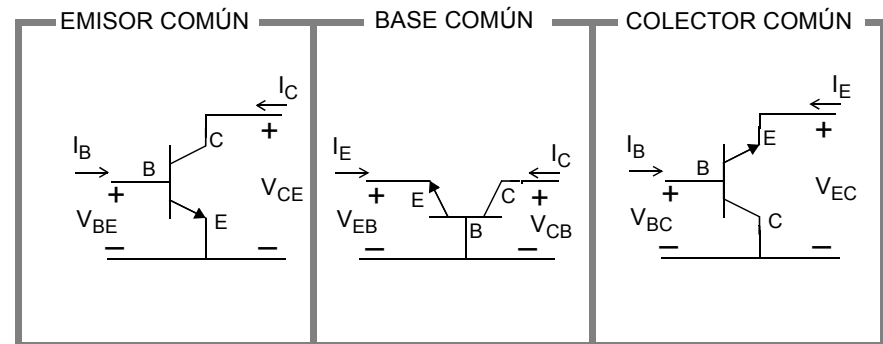 EMISOR COMÚN
BASE COMÚN
COLECTOR COMÚN
I_C
C
+
I_B
B
+
V_CE
V_BE
E
–
–
I_E
I_C
+
E
C
+
V_EB
B
V_CB
–
–
I_E
E
+
I_B
B
+
V_EC
V_BC
C
–
–